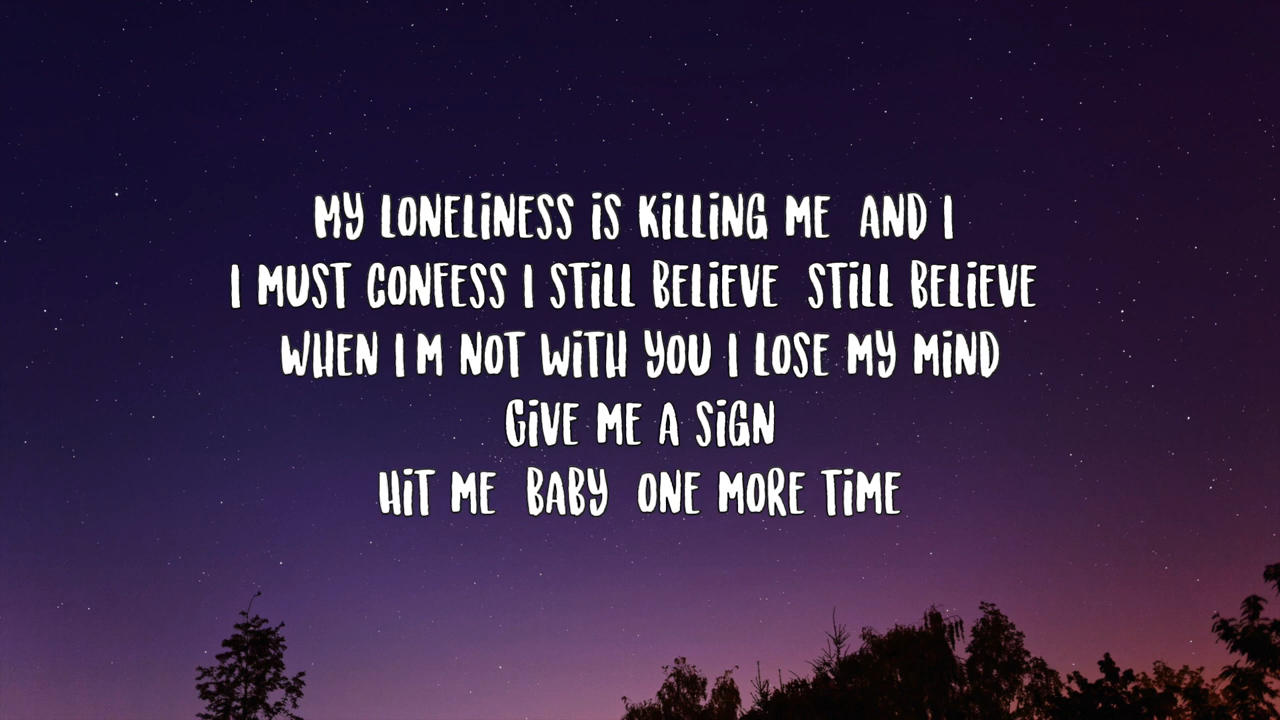 MY LONELINESS IS KILLING ME AND I
I MUST CONFESS I STILL BELIEVE STILL BELIEVE
WHEN I M NOT WITH YOU I LOSE MY MIND
GIVE ME A SIGN
HIT ME BABY ONE MORE TIME